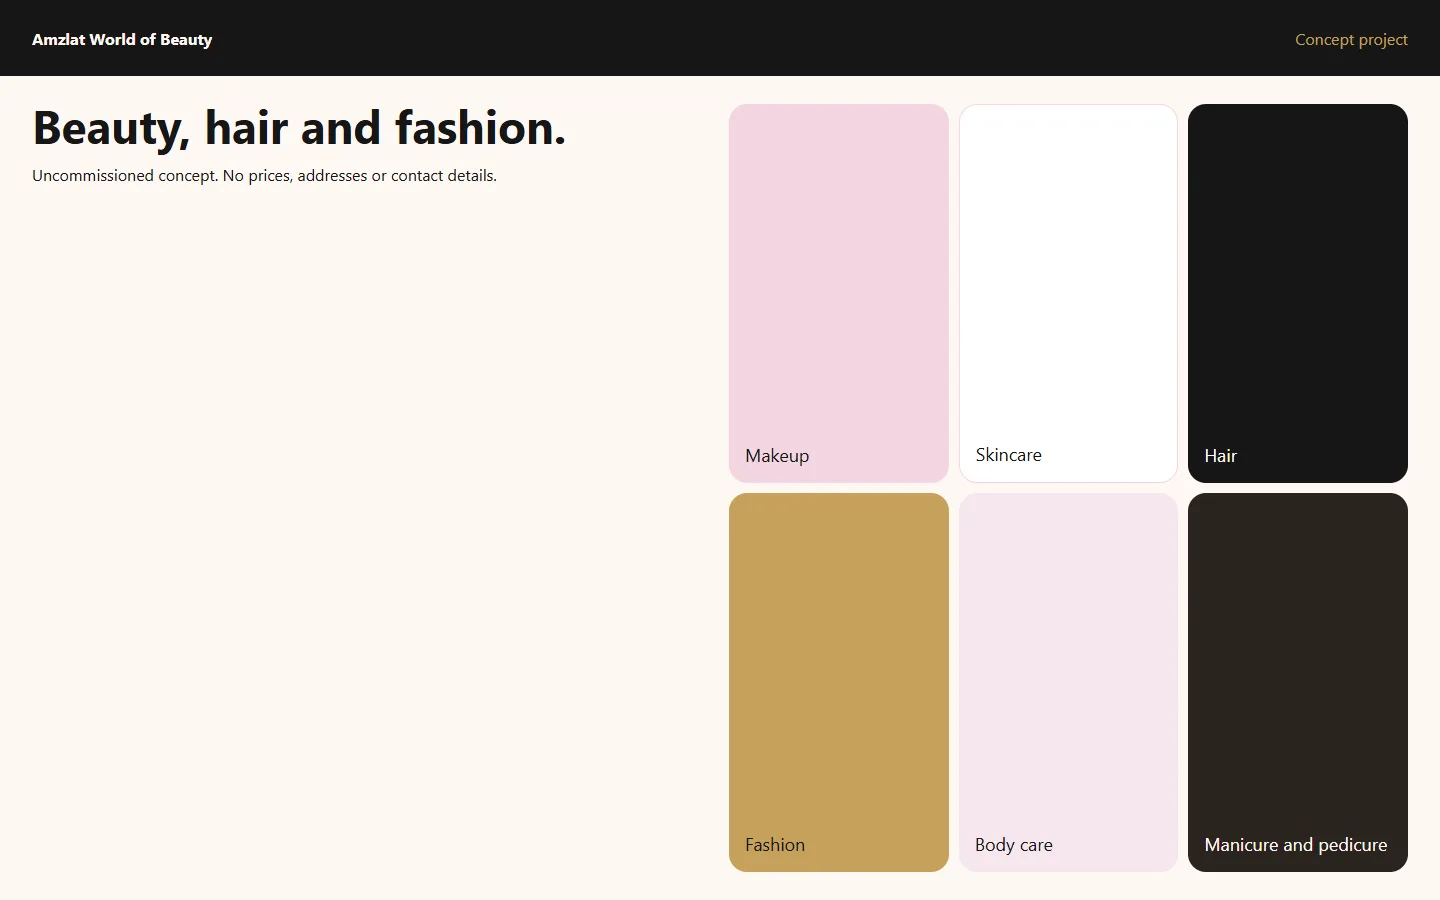 Amzlat World of Beauty
Concept project
Beauty, hair and fashion.
Uncommissioned concept. No prices, addresses or contact details.
Makeup
Skincare
Hair
Fashion
Body care
Manicure and pedicure